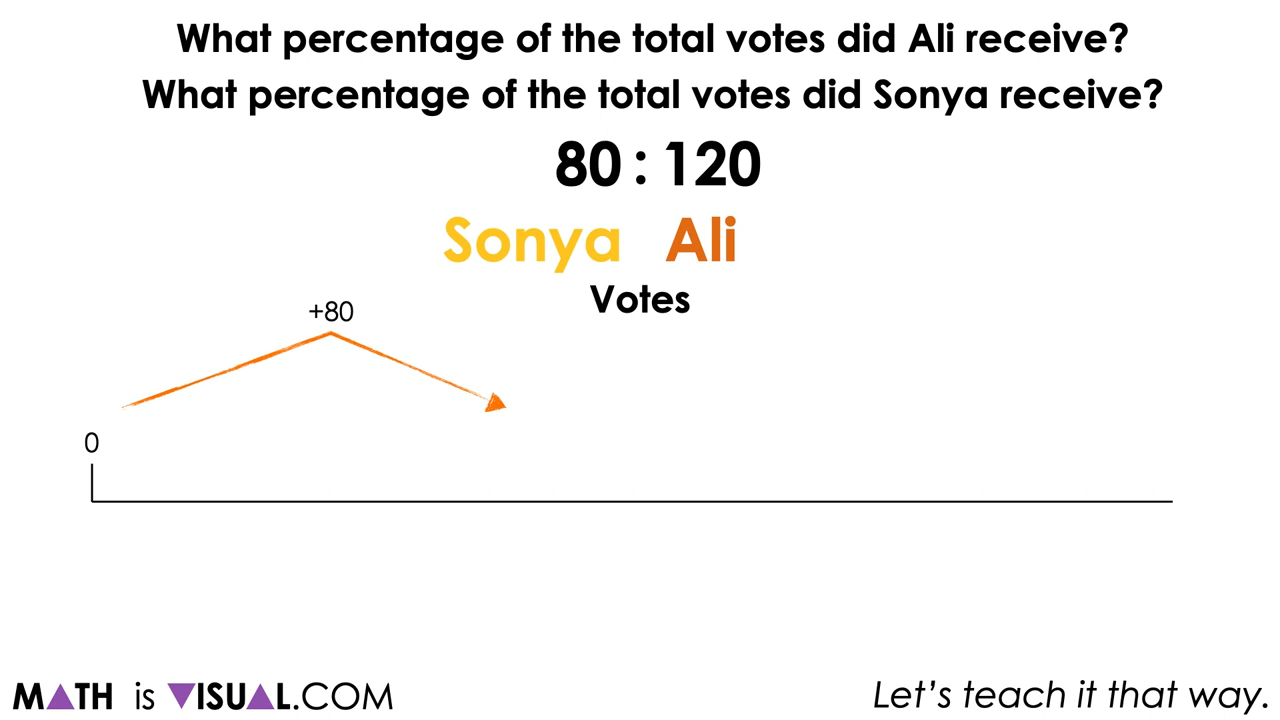 What percentage of the total votes did Ali receive?
What percentage of the total votes did Sonya receive?
80 : 120
Sonya Ali
Votes
+80
0
MATH is VISUAL.COM
Let's teach it that way.